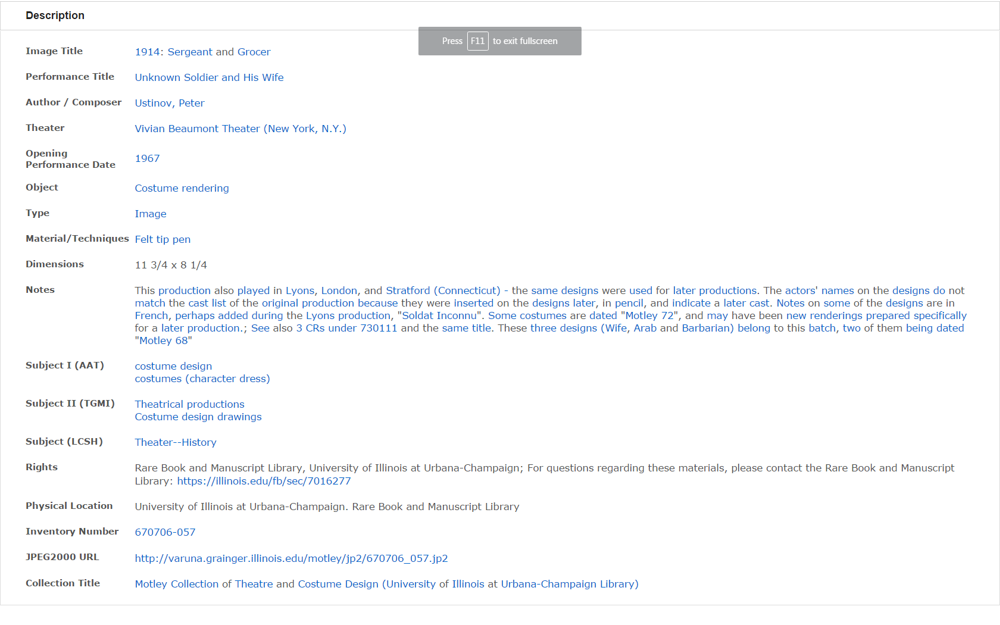 Description
Press F11 to exit fullscreen
Image Title 1914: Sergeant and Grocer
Performance Title Unknown Soldier and His Wife
Author / Composer Ustinov, Peter
Theater Vivian Beaumont Theater (New York, N.Y.)
Opening
Performance Date 1967
Object Costume rendering
Type Image
Material/Techniques Felt tip pen
Dimensions 11 3/4 x 8 1/4
Notes This production also played in Lyons, London, and Stratford (Connecticut) - the same designs were used for later productions. The actors' names on the designs do not
match the cast list of the original production because they were inserted on the designs later, in pencil, and indicate a later cast. Notes on some of the designs are in
French, perhaps added during the Lyons production, "Soldat Inconnu". Some costumes are dated "Motley 72", and may have been new renderings prepared specifically
for a later production.; See also 3 CRs under 730111 and the same title. These three designs (Wife, Arab and Barbarian) belong to this batch, two of them being dated
"Motley 68"
Subject I (AAT) costume design
costumes (character dress)
Subject II (TGMI) Theatrical productions
Costume design drawings
Subject (LCSH) Theater--History
Rights Rare Book and Manuscript Library, University of Illinois at Urbana-Champaign; For questions regarding these materials, please contact the Rare Book and Manuscript
Library: https://illinois.edu/fb/sec/7016277
Physical Location University of Illinois at Urbana-Champaign. Rare Book and Manuscript Library
Inventory Number 670706-057
JPEG2000 URL http://varuna.grainger.illinois.edu/motley/jp2/670706_057.jp2
Collection Title Motley Collection of Theatre and Costume Design (University of Illinois at Urbana-Champaign Library)